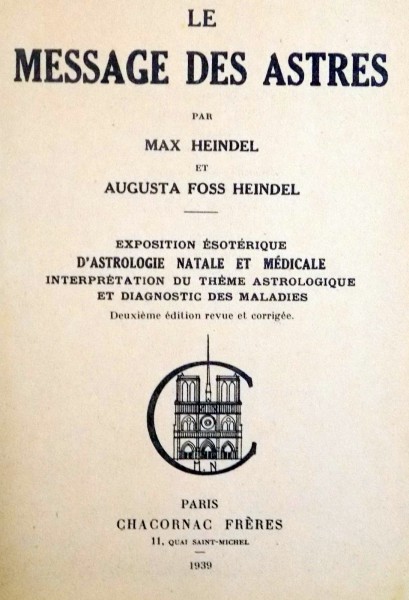 LE
MESSAGE DES ASTRES
PAR
MAX HEINDEL
ET
AUGUSTA FOSS HEINDEL
EXPOSITION ÉSOTÉRIQUE
D'ASTROLOGIE NATALE ET MÉDICALE
INTERPRÉTATION DU THÈME ASTROLOGIQUE
ET DIAGNOSTIC DES MALADIES
Deuxième édition revue et corrigée.
H. N
PARIS
CHACORNAC FRÈRES
11, QUAI SAINT-MICHEL
1939